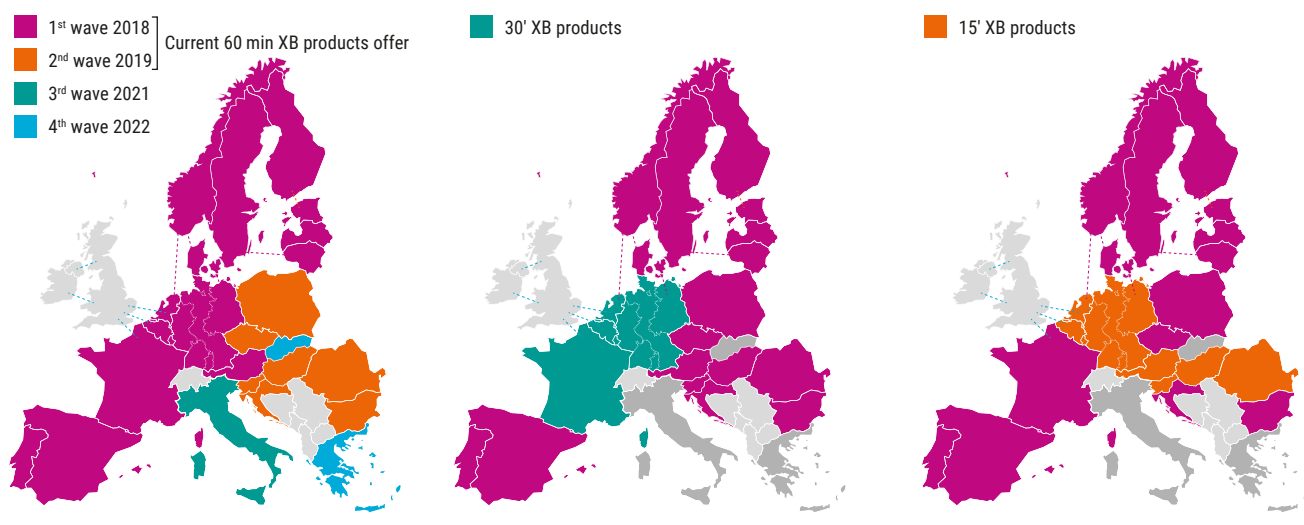 1st wave 2018
2nd wave 2019
Current 60 min XB products offer
3rd wave 2021
4th wave 2022
30' XB products
15' XB products